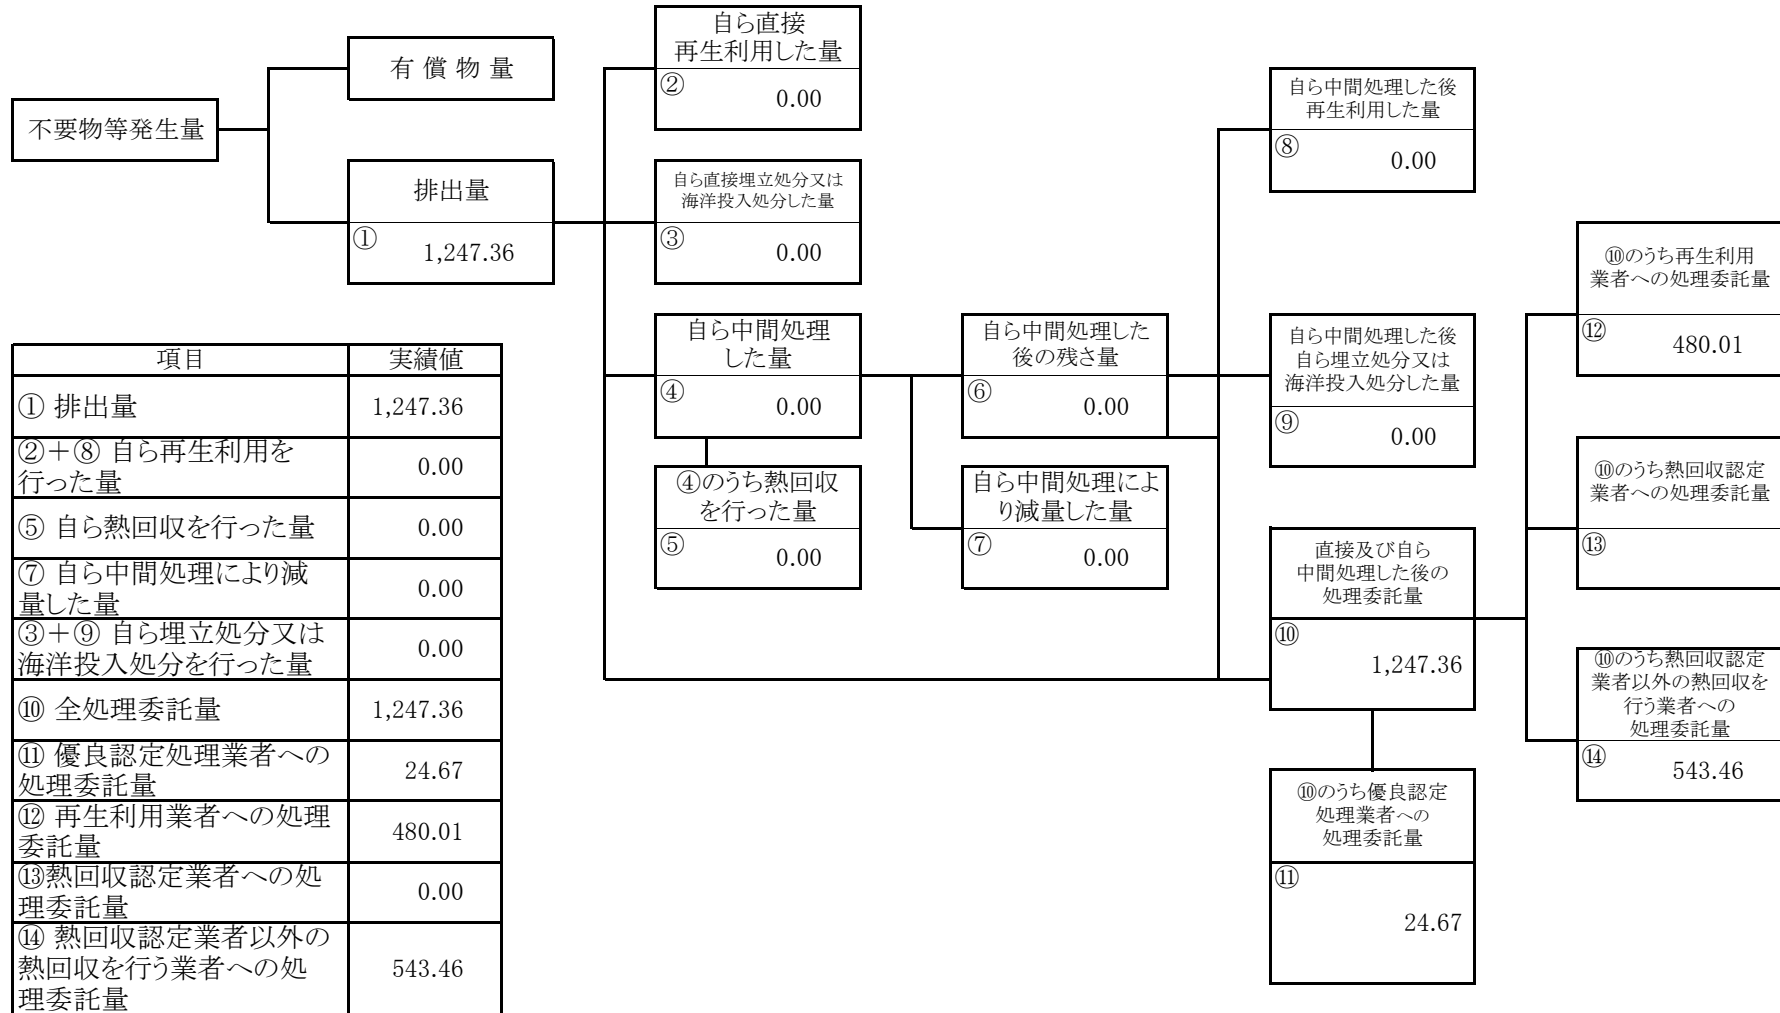 不要物等発生量
有償物量
排出量
①
1,247.36
自ら直接
再生利用した量
②
0.00
自ら直接埋立処分又は
海洋投入処分した量
③
0.00
自ら中間処理
した量
④
0.00
④のうち熱回収
を行った量
⑤
0.00
自ら中間処理した
後の残さ量
⑥
0.00
自ら中間処理によ
り減量した量
⑦
0.00
自ら中間処理した後
再生利用した量
⑧
0.00
自ら中間処理した後
自ら埋立処分又は
海洋投入処分した量
⑨
0.00
直接及び自ら
中間処理した後の
処理委託量
⑩
1,247.36
⑩のうち優良認定
処理業者への
処理委託量
⑪
24.67
⑩のうち再生利用
業者への処理委託量
⑫
480.01
⑩のうち熱回収認定
業者への処理委託量
⑬
⑩のうち熱回収認定
業者以外の熱回収を
行う業者への
処理委託量
⑭
543.46
項目 実績値
① 排出量 1,247.36
②＋⑧ 自ら再生利用を
行った量 0.00
⑤ 自ら熱回収を行った量 0.00
⑦ 自ら中間処理により減
量した量 0.00
③＋⑨ 自ら埋立処分又は
海洋投入処分を行った量 0.00
⑩ 全処理委託量 1,247.36
⑪ 優良認定処理業者への
処理委託量 24.67
⑫ 再生利用業者への処理
委託量 480.01
⑬熱回収認定業者への処
理委託量 0.00
⑭ 熱回収認定業者以外の
熱回収を行う業者への処
理委託量 543.46